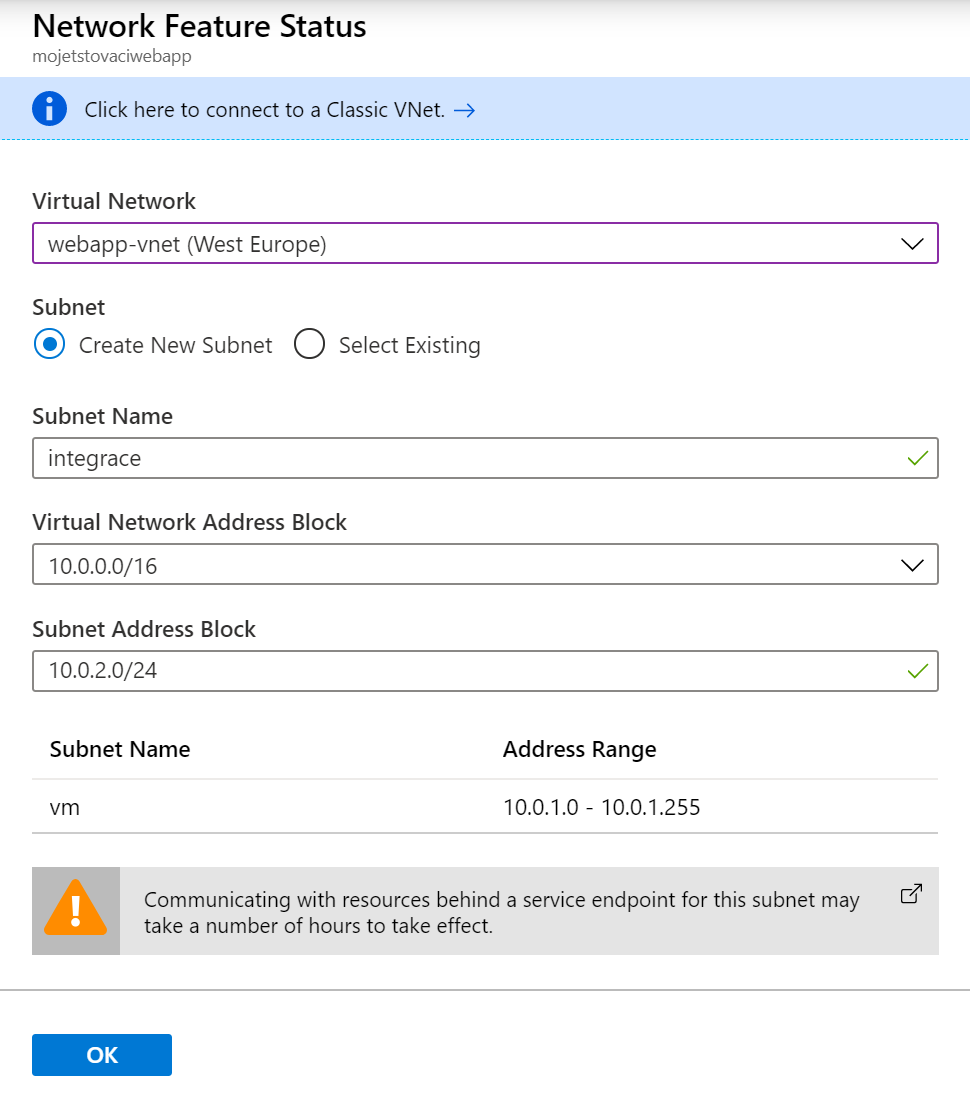 Network Feature Status
mojetstovaciwebapp
Click here to connect to a Classic VNet. →
Virtual Network
webapp-vnet (West Europe)
Subnet
Create New Subnet Select Existing
Subnet Name
integrace
Virtual Network Address Block
10.0.0.0/16
Subnet Address Block
10.0.2.0/24
Subnet Name Address Range
vm 10.0.1.0 - 10.0.1.255
Communicating with resources behind a service endpoint for this subnet may
take a number of hours to take effect.
OK